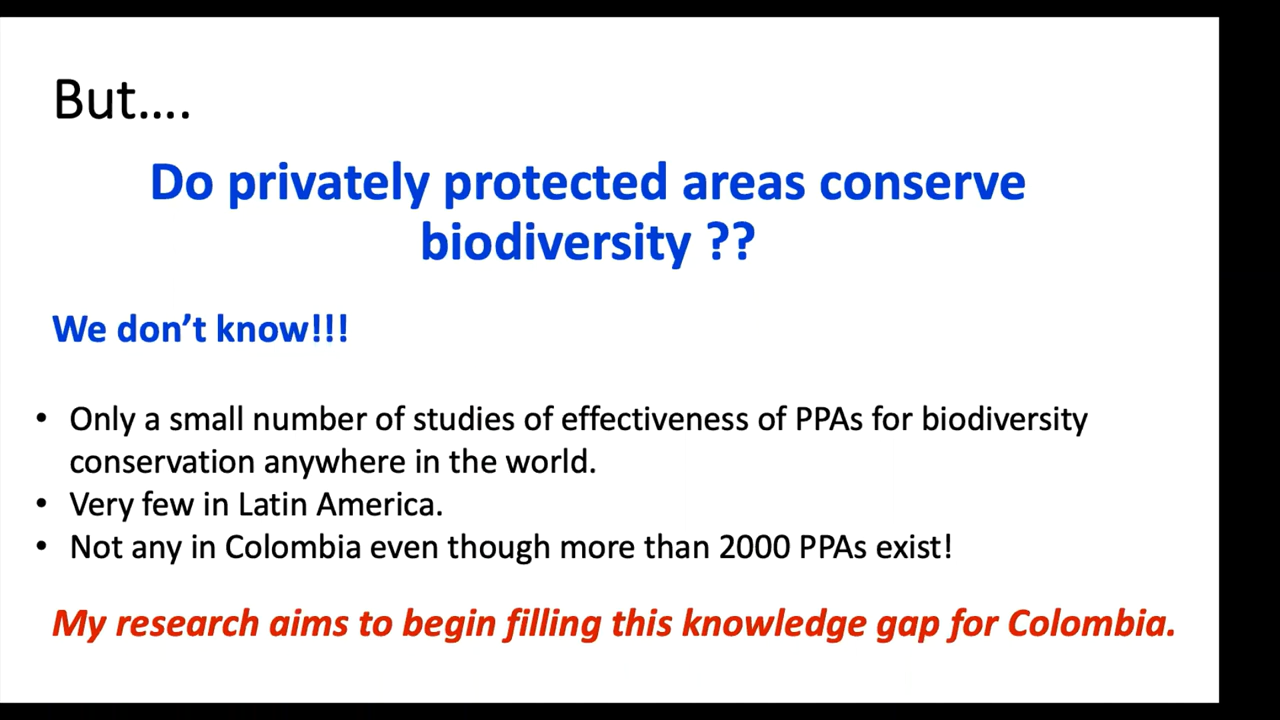 But....
Do privately protected areas conserve
biodiversity ??
We don’t know!!!
• Only a small number of studies of effectiveness of PPAs for biodiversity
conservation anywhere in the world.
• Very few in Latin America.
• Not any in Colombia even though more than 2000 PPAs exist!
My research aims to begin filling this knowledge gap for Colombia.